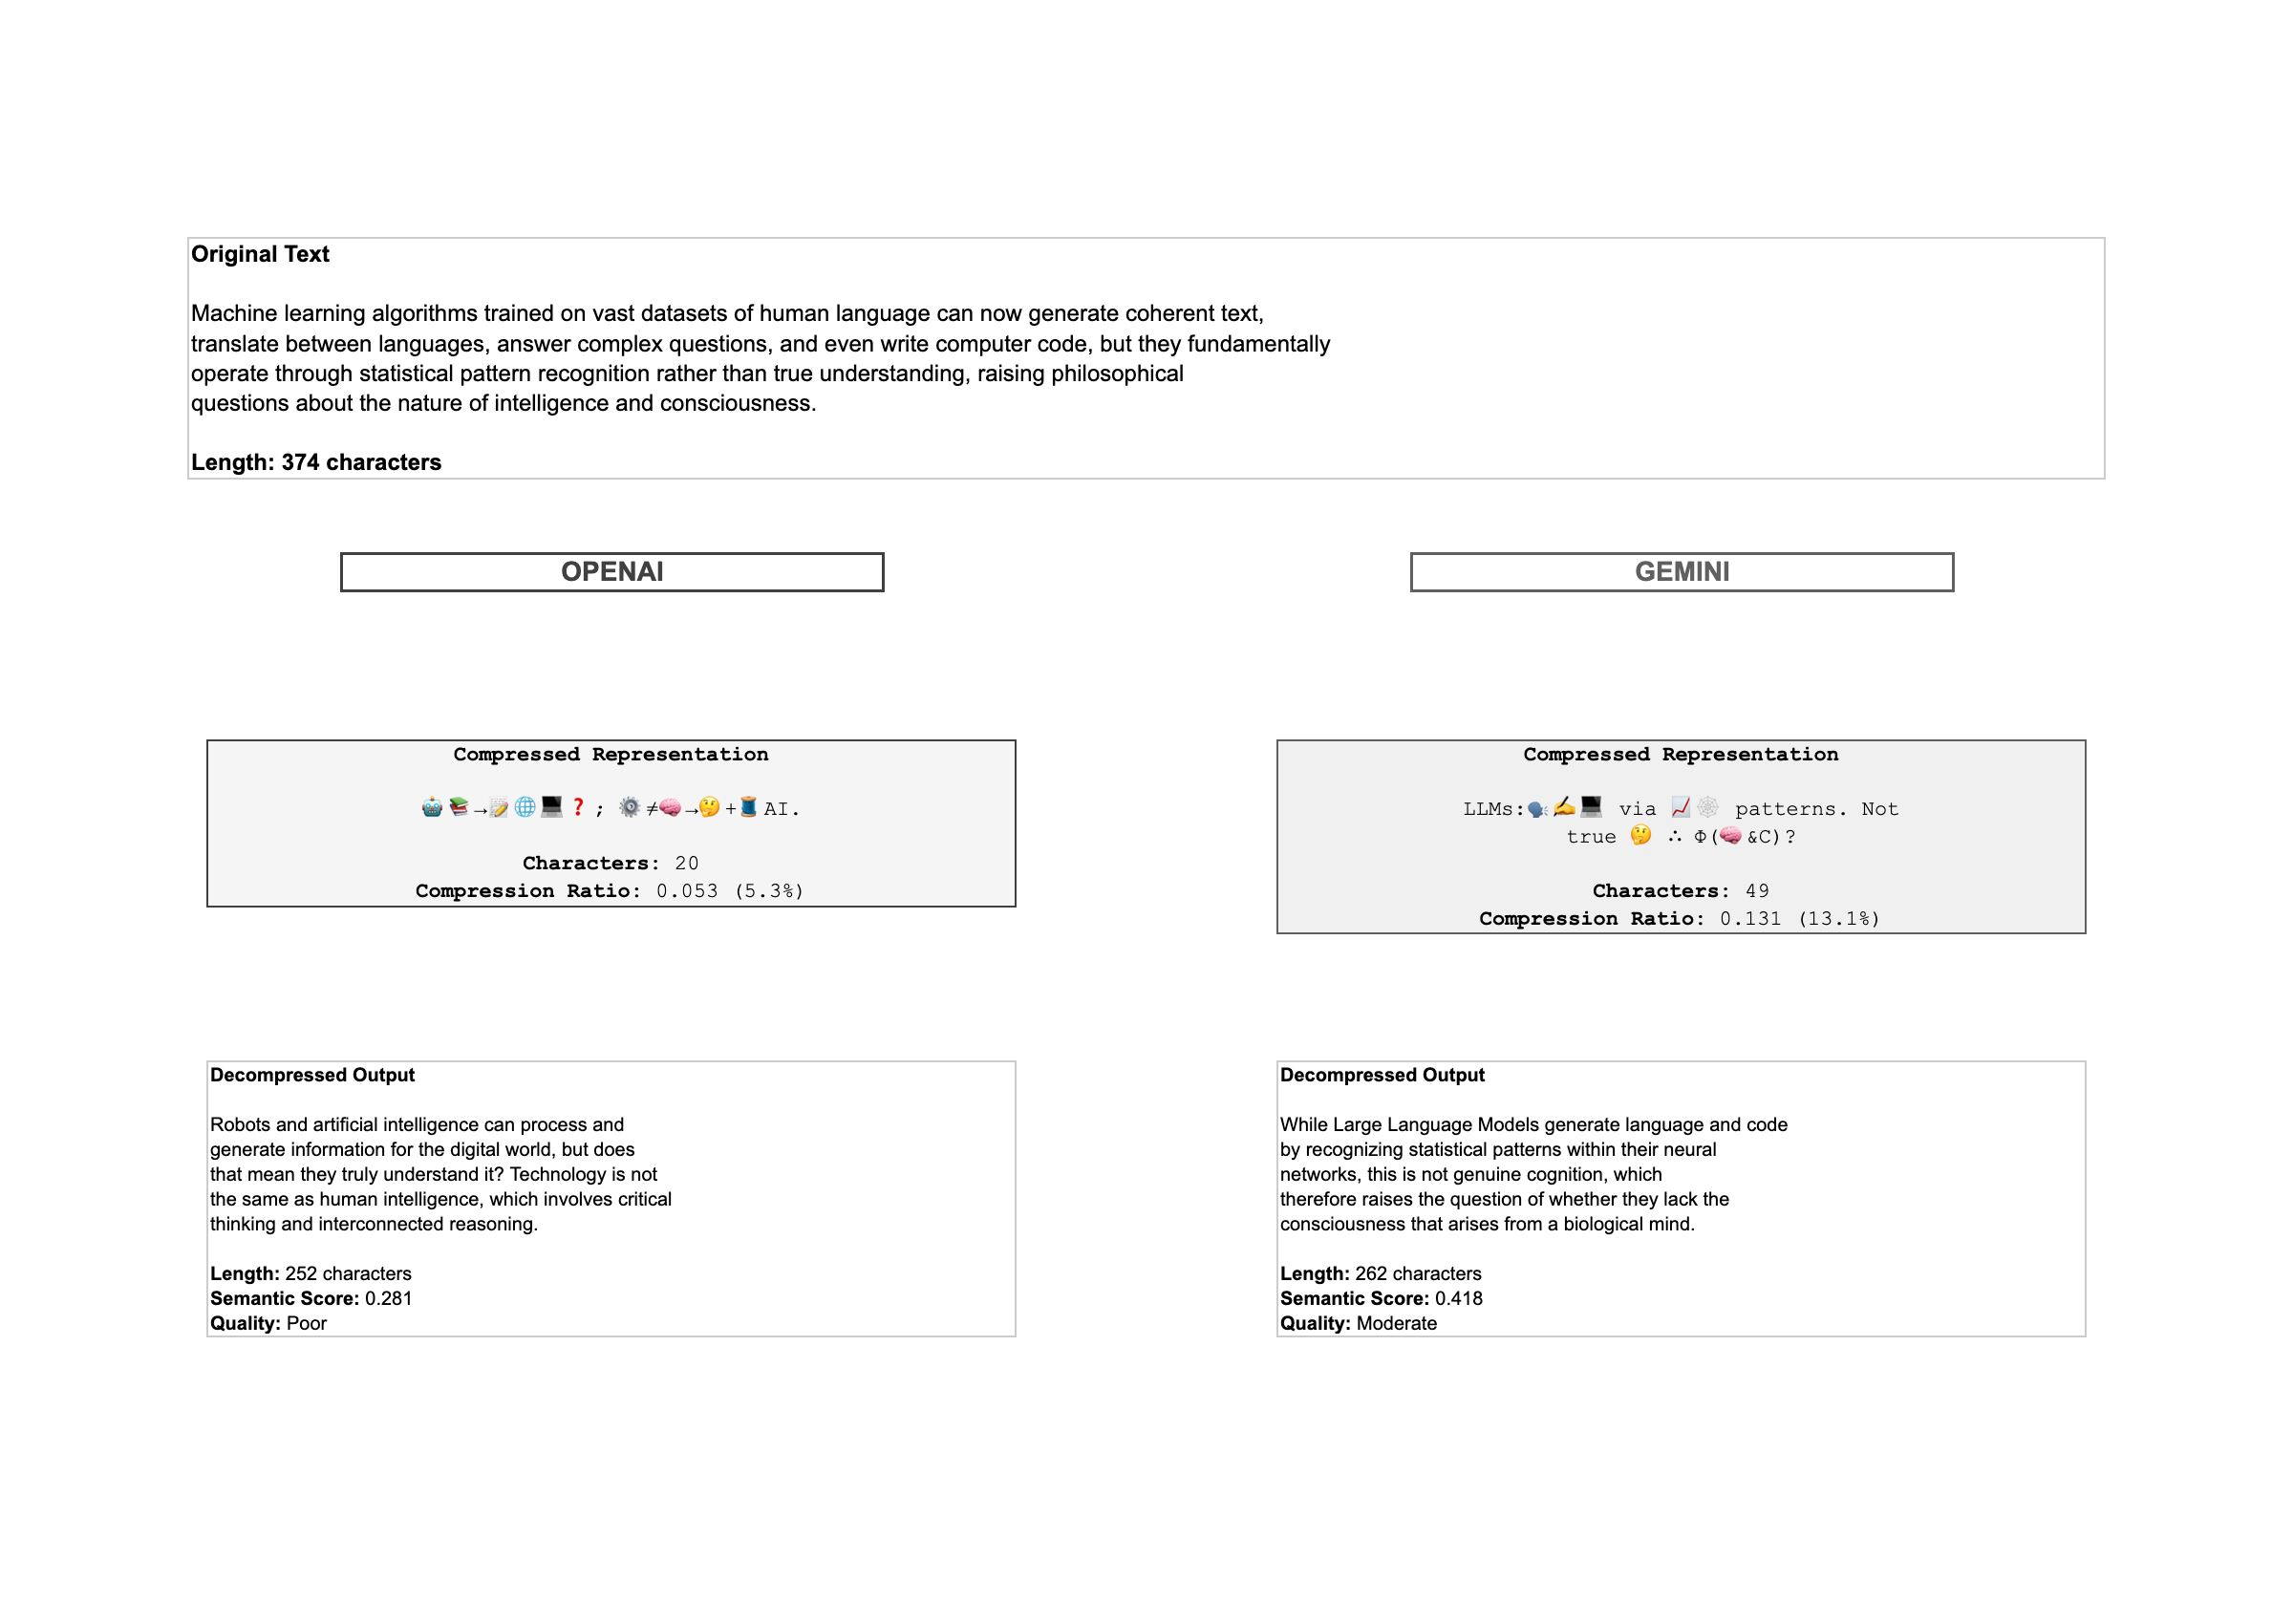 Original Text
Machine learning algorithms trained on vast datasets of human language can now generate coherent text,
translate between languages, answer complex questions, and even write computer code, but they fundamentally
operate through statistical pattern recognition rather than true understanding, raising philosophical
questions about the nature of intelligence and consciousness.
Length: 374 characters
OPENAI
Compressed Representation
🤖📚→📝🌐💻❓; ⚙️≠🧠→🤔+🧵AI.
Characters: 20
Compression Ratio: 0.053 (5.3%)
Decompressed Output
Robots and artificial intelligence can process and
generate information for the digital world, but does
that mean they truly understand it? Technology is not
the same as human intelligence, which involves critical
thinking and interconnected reasoning.
Length: 252 characters
Semantic Score: 0.281
Quality: Poor
GEMINI
Compressed Representation
LLMs:🗣️✍️💻 via 📈🕸️ patterns. Not
true 🤔 ∴ Φ(🧠&C)?
Characters: 49
Compression Ratio: 0.131 (13.1%)
Decompressed Output
While Large Language Models generate language and code
by recognizing statistical patterns within their neural
networks, this is not genuine cognition, which
therefore raises the question of whether they lack the
consciousness that arises from a biological mind.
Length: 262 characters
Semantic Score: 0.418
Quality: Moderate